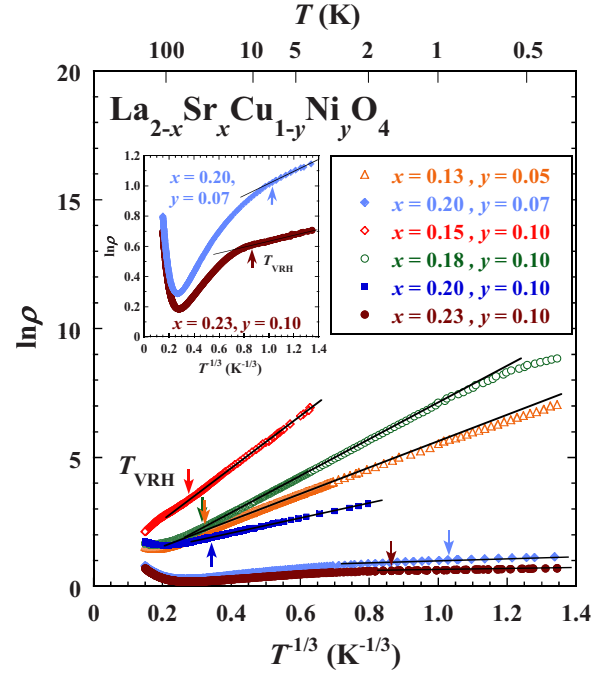 T (K)
100 10 5 2 1 0.5
20
15
10
5
0
lnρ
La2-xSrxCu1-yNiyO4
x = 0.13 , y = 0.05
x = 0.20 , y = 0.07
x = 0.15 , y = 0.10
x = 0.18 , y = 0.10
x = 0.20 , y = 0.10
x = 0.23 , y = 0.10
1.2
1.0
0.8
0.6
0.4
0.2
0
lnρ
x = 0.20,
y = 0.07
TVRH
x = 0.23, y = 0.10
0 0.2 0.4 0.6 0.8 1.0 1.2 1.4
T^1/3 (K^-1/3)
TVRH
0 0.2 0.4 0.6 0.8 1.0 1.2 1.4
T^-1/3 (K^-1/3)